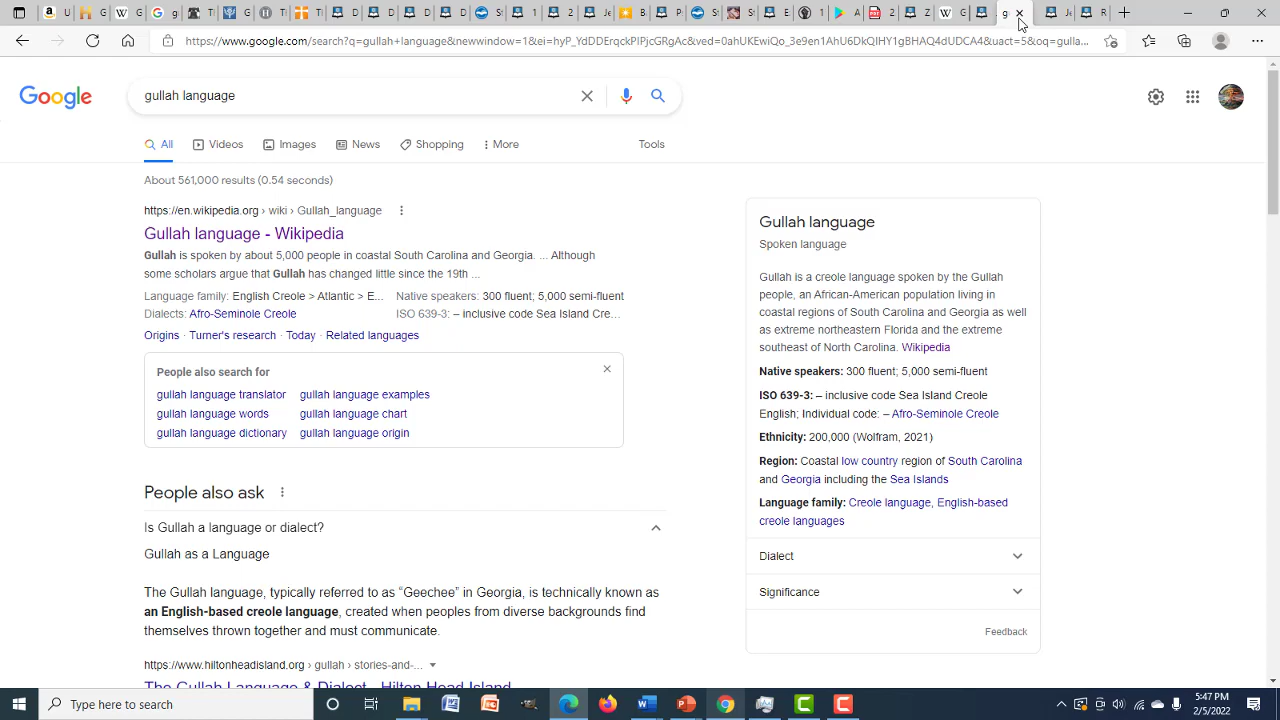 https://www.google.com/search?q=gullah+language&newwindow=1&ei=hyP_YdDDErqckPIPjcGRgAc&ved=0ahUKEwiQo_3e9en1AhU6DkQIHY1gBHAQ4dUDCA4&uact=5&oq=gulla...
Google
gullah language
All
Videos
Images
News
Shopping
More
Tools
About 561,000 results (0.54 seconds)
https://en.wikipedia.org › wiki › Gullah_language
Gullah language - Wikipedia
Gullah is spoken by about 5,000 people in coastal South Carolina and Georgia. ... Although
some scholars argue that Gullah has changed little since the 19th ...
Language family: English Creole > Atlantic > E... Native speakers: 300 fluent; 5,000 semi-fluent
Dialects: Afro-Seminole Creole ISO 639-3: – inclusive code Sea Island Cre...
Origins · Turner's research · Today · Related languages
People also search for
gullah language translator gullah language examples
gullah language words gullah language chart
gullah language dictionary gullah language origin
People also ask
Is Gullah a language or dialect?
Gullah as a Language
The Gullah language, typically referred to as “Geechee” in Georgia, is technically known as
an English-based creole language, created when peoples from diverse backgrounds find
themselves thrown together and must communicate.
https://www.hiltonheadisland.org › gullah › stories-and-...
The Gullah Language & Dialect - Hilton Head Island
Gullah language
Spoken language
Gullah is a creole language spoken by the Gullah
people, an African-American population living in
coastal regions of South Carolina and Georgia as well
as extreme northeastern Florida and the extreme
southeast of North Carolina. Wikipedia
Native speakers: 300 fluent; 5,000 semi-fluent
ISO 639-3: – inclusive code Sea Island Creole
English; Individual code: – Afro-Seminole Creole
Ethnicity: 200,000 (Wolfram, 2021)
Region: Coastal low country region of South Carolina
and Georgia including the Sea Islands
Language family: Creole language, English-based
creole languages
Dialect
Significance
Feedback
Type here to search
5:47 PM
2/5/2022